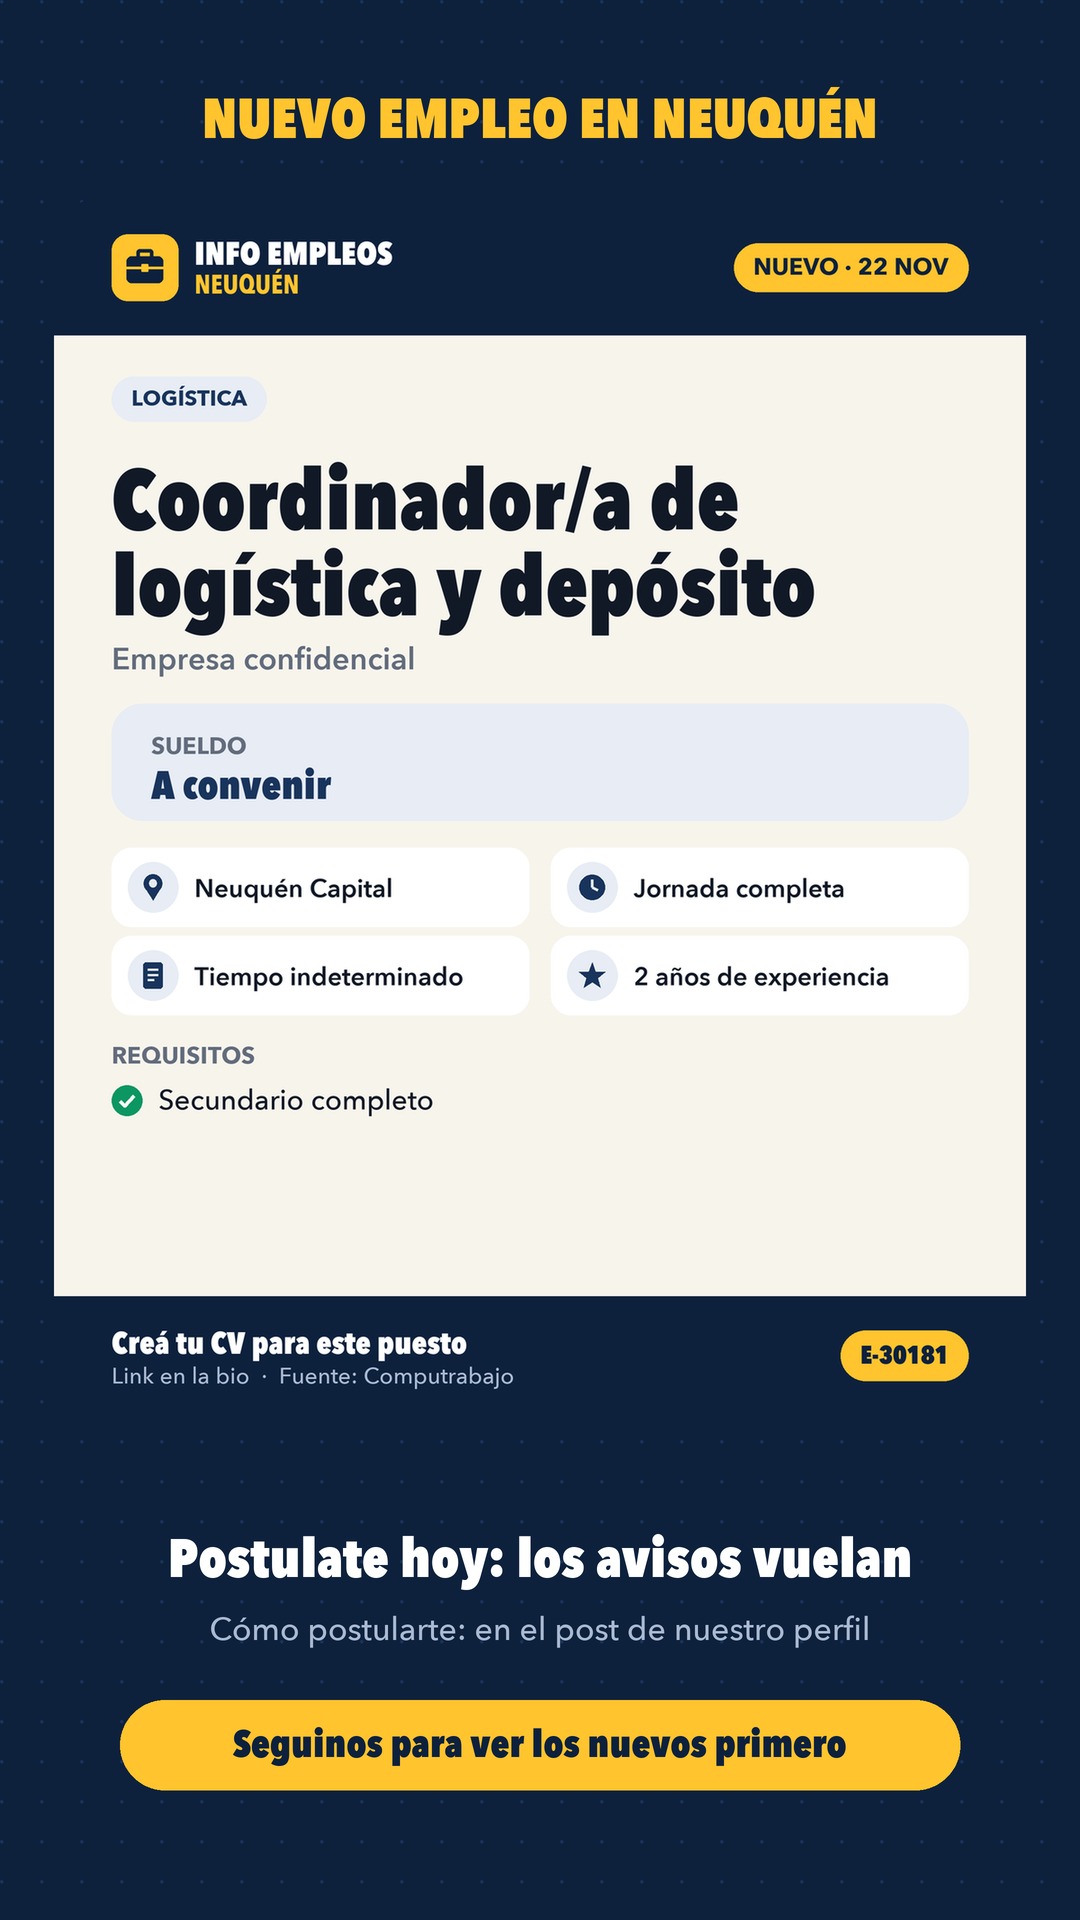 NUEVO EMPLEO EN NEUQUÉN
INFO EMPLEOS
NEUQUÉN
NUEVO · 22 NOV
LOGÍSTICA
Coordinador/a de
logística y depósito
Empresa confidencial
SUELDO
A convenir
Neuquén Capital
Jornada completa
Tiempo indeterminado
2 años de experiencia
REQUISITOS
Secundario completo
Creá tu CV para este puesto
Link en la bio · Fuente: Computrabajo
E-30181
Postulate hoy: los avisos vuelan
Cómo postularte: en el post de nuestro perfil
Seguinos para ver los nuevos primero